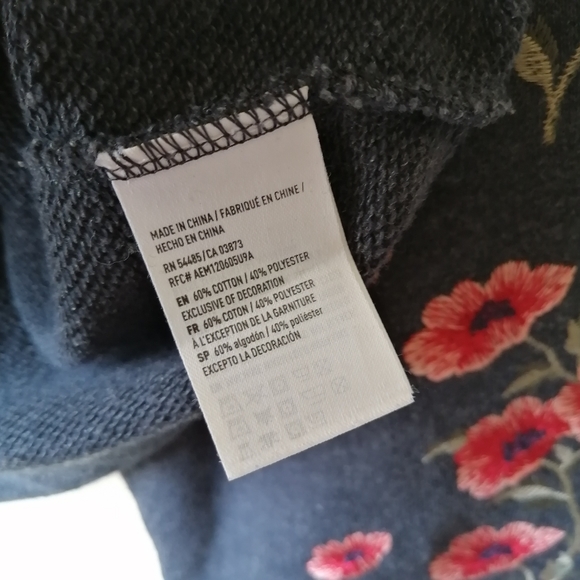 MADE IN CHINA / FABRIQUÉ EN CHINE /
HECHO EN CHINA
RN 54485/CA 03873
RFC# AEM120605U9A
EN 60% COTTON / 40% POLYESTER
EXCLUSIVE OF DECORATION
FR 60% COTON / 40% POLYESTER
À L'EXCEPTION DE LA GARNITURE
SP 60% algodón / 40% poliéster
EXCEPTO LA DECORACIÓN